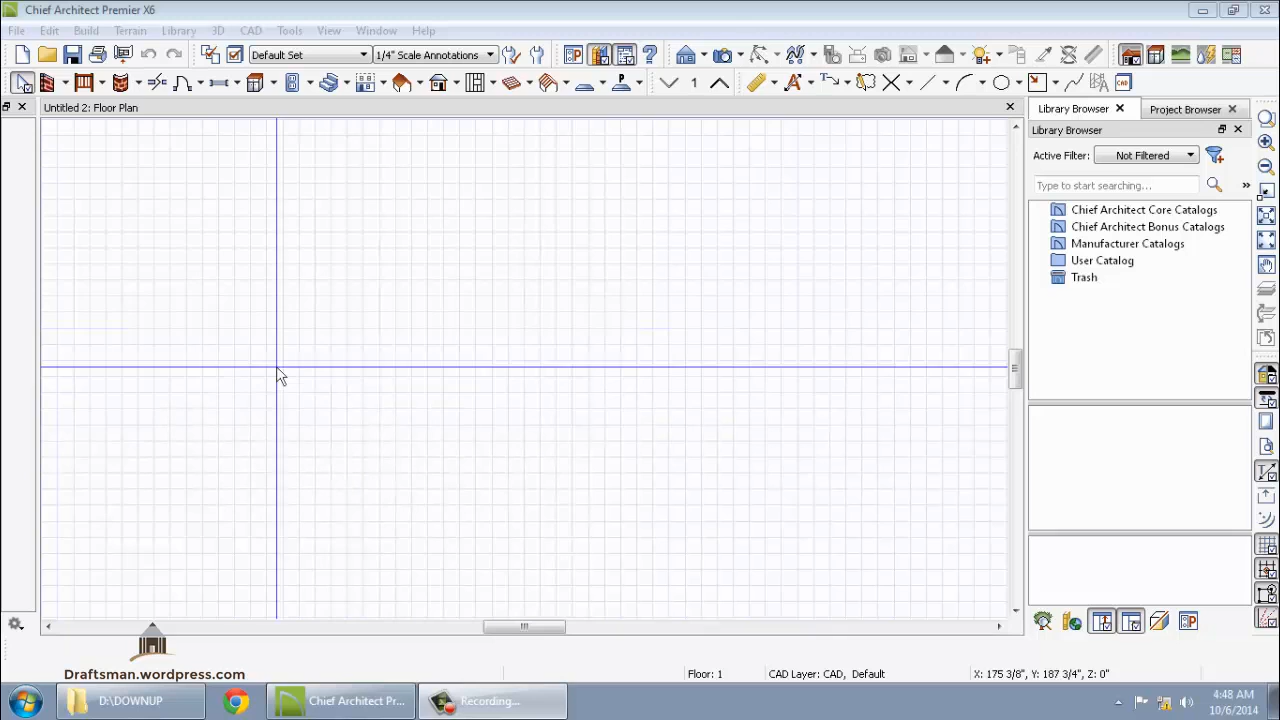 Chief Architect Premier X6
File Edit Build Terrain Library 3D CAD Tools View Window Help
Default Set 1/4" Scale Annotations
1
Untitled 2: Floor Plan
Library Browser Project Browser
Library Browser
Active Filter: Not Filtered
Type to start searching... »
Chief Architect Core Catalogs
Chief Architect Bonus Catalogs
Manufacturer Catalogs
User Catalog
Trash
Draftsman.wordpress.com
Floor: 1 CAD Layer: CAD, Default X: 175 3/8", Y: 187 3/4", Z: 0"
D:\DOWNUP Chief Architect Pr... Recording...
4:48 AM
10/6/2014